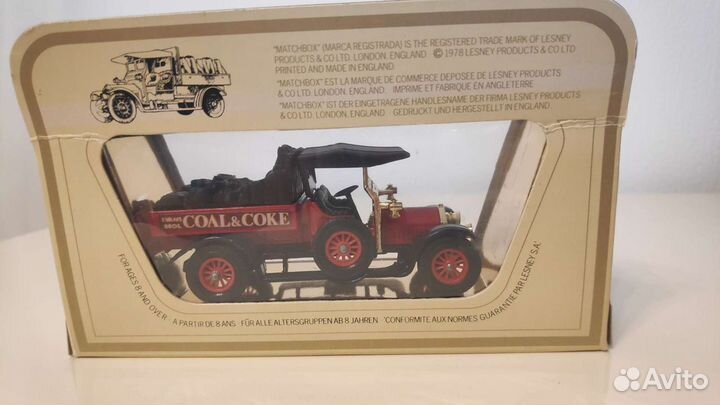 "MATCHBOX" (MARCA REGISTRADA) IS THE REGISTERED TRADE MARK OF LESNEY
PRODUCTS & CO LTD. LONDON. ENGLAND © 1978 LESNEY PRODUCTS & CO LTD
PRINTED AND MADE IN ENGLAND
"MATCHBOX" EST LA MARQUE DE COMMERCE DEPOSEE DE LESNEY PRODUCTS
& CO LTD. LONDON, ENGLAND. IMPRIME ET FABRIQUE EN ANGLETERRE
"MATCHBOX" IST DER EINGETRAGENE HANDLESNAME DER FIRMA LESNEY PRODUCTS
& CO LTD. LONDON, ENGLAND. GEDRUCKT UND HERGESTELLT IN ENGLAND.
BROS.
COAL & COKE
FOR AGES 8 AND OVER
A PARTIR DE 8 ANS · FÜR ALLE ALTERSGRUPPEN AB 8 JAHREN
'CONFORMITE AUX NORMES GUARANTIE PAR LESNEY S.A.'
Avito